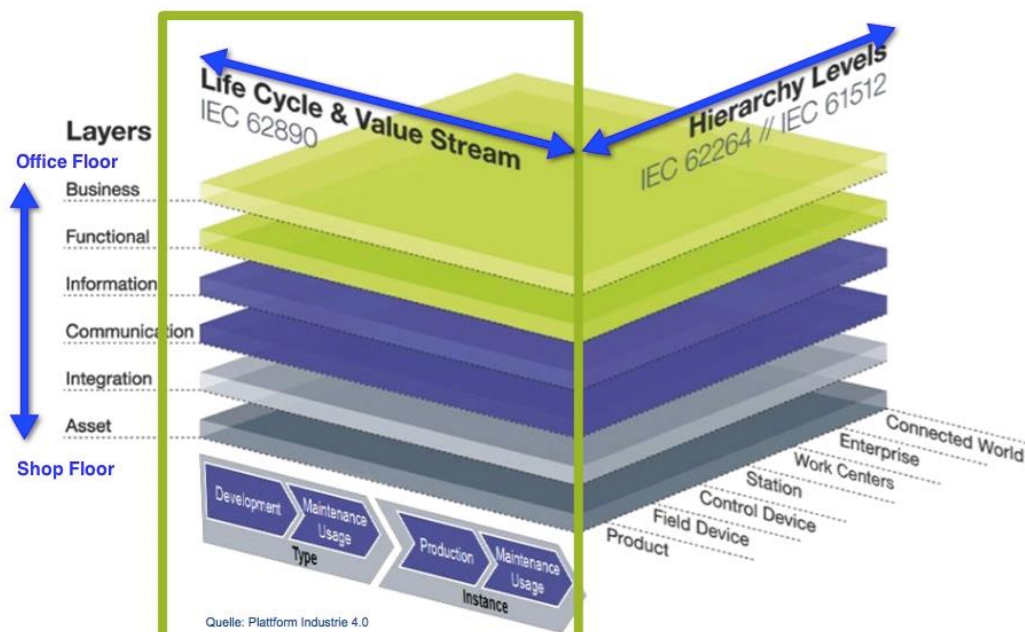 Life Cycle & Value Stream
IEC 62890
Hierarchy Levels
IEC 62264 // IEC 61512
Layers
Office Floor
Business
Functional
Information
Communication
Integration
Asset
Shop Floor
Development
Maintenance
Usage
Type
Production
Maintenance
Usage
Instance
Connected World
Enterprise
Work Centers
Station
Control Device
Field Device
Product
Quelle: Plattform Industrie 4.0